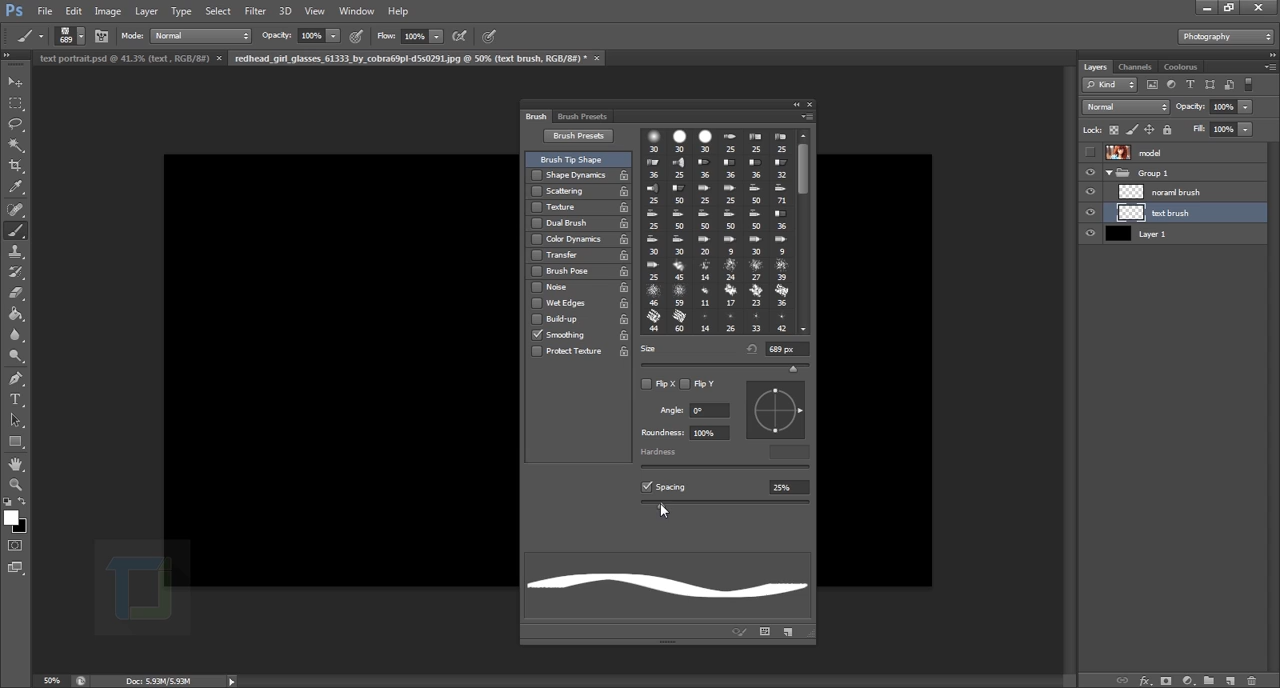 Ps File Edit Image Layer Type Select Filter 3D View Window Help
689 Mode: Normal Opacity: 100% Flow: 100% Photography
text portrait.psd @ 41.3% (text , RGB/8#) × redhead_girl_glasses_61333_by_cobra69pl-d5s0291.jpg @ 50% (text brush, RGB/8#) * ×
Layers Channels Coolorus
Kind
Normal Opacity: 100%
Lock: Fill: 100%
model
Group 1
noraml brush
text brush
Layer 1
Brush Brush Presets
Brush Presets
Brush Tip Shape
Shape Dynamics
Scattering
Texture
Dual Brush
Color Dynamics
Transfer
Brush Pose
Noise
Wet Edges
Build-up
Smoothing
Protect Texture
30 30 30 25 25 25
36 25 36 36 36 32
25 50 25 25 50 71
25 50 50 50 50 36
30 30 20 9 30 9
25 45 14 24 27 39
46 59 11 17 23 36
44 60 14 26 33 42
Size 689 px
Flip X Flip Y
Angle: 0º
Roundness: 100%
Hardness
Spacing 25%
50% Doc: 5.93M/5.93M